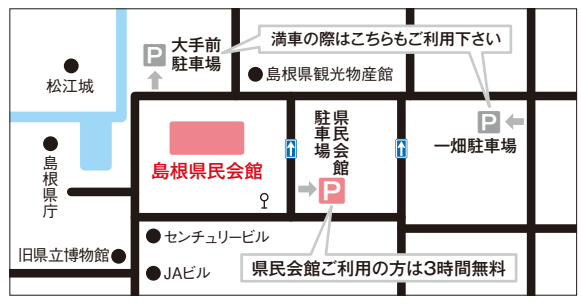 大手前
駐車場
P
満車の際はこちらもご利用下さい
松江城
島根県観光物産館
P
一畑駐車場
島根県庁
島根県民会館
県民会館
駐車場
P
センチュリービル
旧県立博物館
JAビル
県民会館ご利用の方は3時間無料